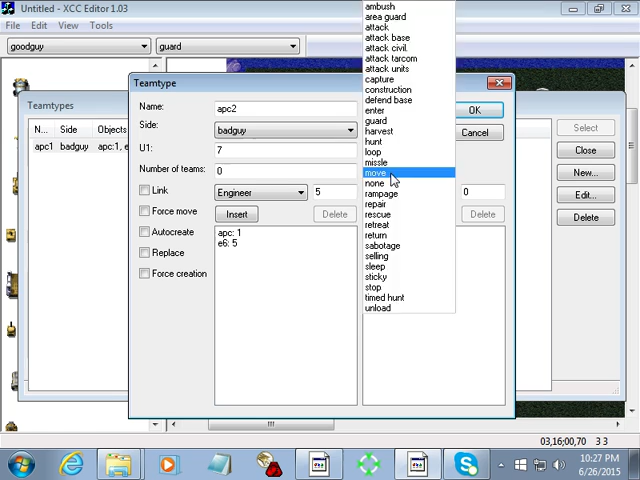 Untitled - XCC Editor 1.03
File Edit View Tools
goodguy guard
Teamtypes
N... Side Objects
apc1 badguy apc:1, e
Select
Close
New...
Edit...
Delete
Teamtype
Name: apc2
Side: badguy
U1: 7
Number of teams: 0
Link Engineer 5
Force move Insert Delete
Autocreate
Replace
Force creation
apc: 1
e6: 5
OK
Cancel
0
Delete
ambush
area guard
attack
attack base
attack civil.
attack tarcom
attack units
capture
construction
defend base
enter
guard
harvest
hunt
loop
missle
move
none
rampage
repair
rescue
retreat
return
sabotage
selling
sleep
sticky
stop
timed hunt
unload
03,16:00,70 3 3
10:27 PM
6/26/2015